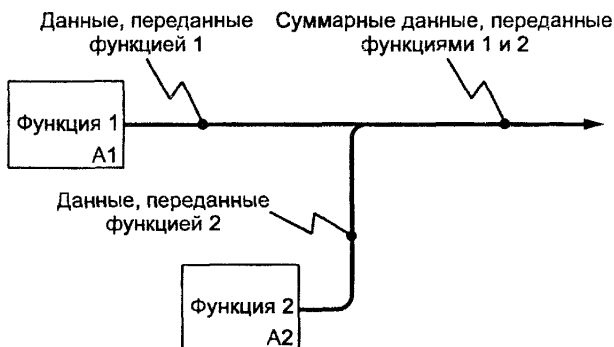 Данные, переданные
функцией 1
Суммарные данные, переданные
функциями 1 и 2
Функция 1
A1
Данные, переданные
функцией 2
Функция 2
A2